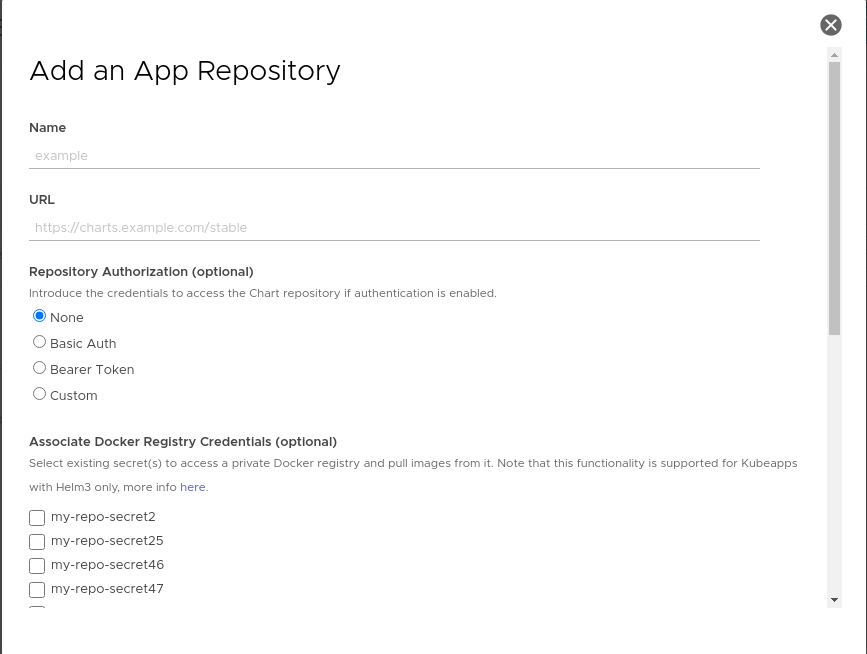 Add an App Repository
Name
example
URL
https://charts.example.com/stable
Repository Authorization (optional)
Introduce the credentials to access the Chart repository if authentication is enabled.
None
Basic Auth
Bearer Token
Custom
Associate Docker Registry Credentials (optional)
Select existing secret(s) to access a private Docker registry and pull images from it. Note that this functionality is supported for Kubeapps
with Helm3 only, more info here.
my-repo-secret2
my-repo-secret25
my-repo-secret46
my-repo-secret47